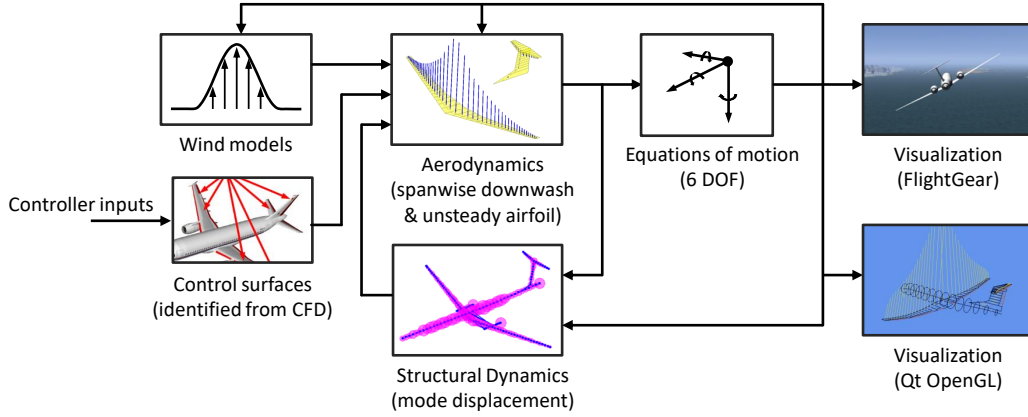 Wind models
Aerodynamics
(spanwise downwash
& unsteady airfoil)
Equations of motion
(6 DOF)
Visualization
(FlightGear)
Controller inputs
Control surfaces
(identified from CFD)
Structural Dynamics
(mode displacement)
Visualization
(Qt OpenGL)